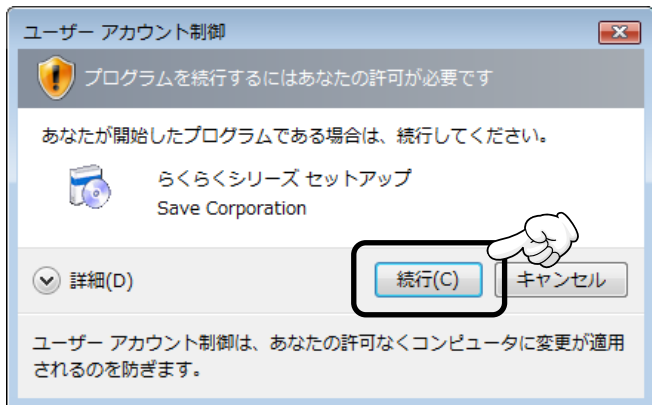 ユーザー アカウント制御
プログラムを続行するにはあなたの許可が必要です
あなたが開始したプログラムである場合は、続行してください。
らくらくシリーズ セットアップ
Save Corporation
詳細(D)
続行(C)
キャンセル
ユーザー アカウント制御は、あなたの許可なくコンピュータに変更が適用
されるのを防ぎます。